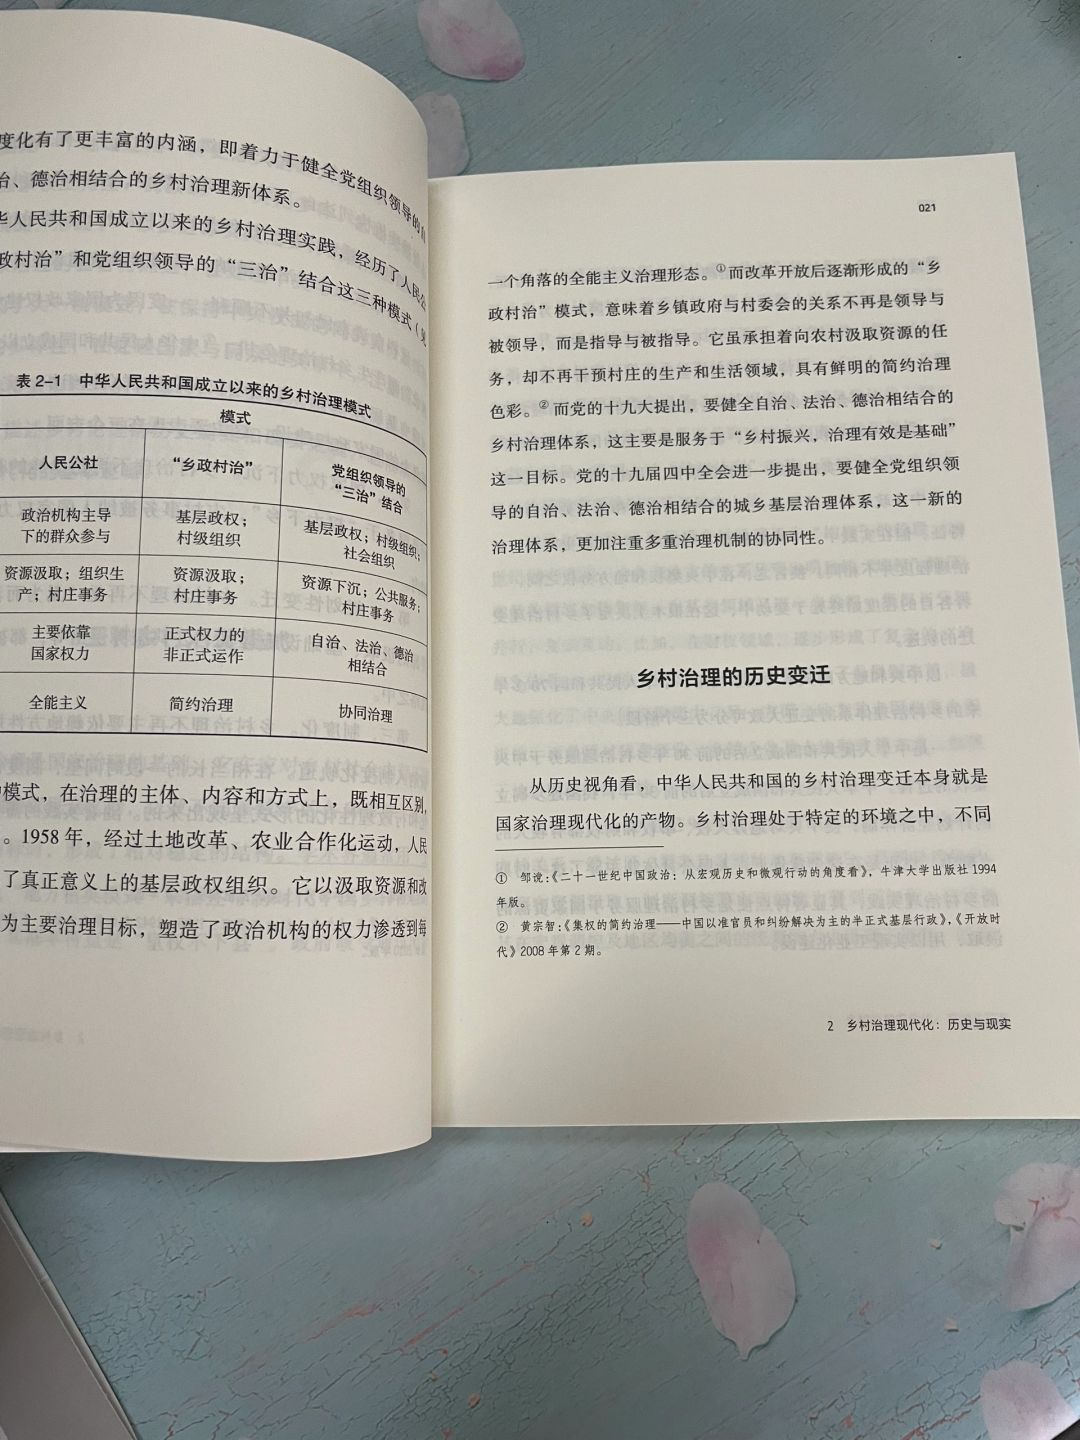 度化有了更丰富的内涵，即着力于健全党组织领导的自
治、德治相结合的乡村治理新体系。
华人民共和国成立以来的乡村治理实践，经历了人民公
政村治”和党组织领导的“三治”结合这三种模式（见
表 2-1 中华人民共和国成立以来的乡村治理模式
模式
人民公社 “乡政村治” 党组织领导的
“三治”结合
政治机构主导
下的群众参与
基层政权；
村级组织
基层政权；村级组织；
社会组织
资源汲取；组织生
产；村庄事务
资源汲取；
村庄事务
资源下沉；公共服务；
村庄事务
主要依靠
国家权力
正式权力的
非正式运作
自治、法治、德治
相结合
全能主义 简约治理 协同治理
模式，在治理的主体、内容和方式上，既相互区别，
。1958 年，经过土地改革、农业合作化运动，人民
了真正意义上的基层政权组织。它以汲取资源和改
为主要治理目标，塑造了政治机构的权力渗透到每
021
一个角落的全能主义治理形态。①而改革开放后逐渐形成的“乡
政村治”模式，意味着乡镇政府与村委会的关系不再是领导与
被领导，而是指导与被指导。它虽承担着向农村汲取资源的任
务，却不再干预村庄的生产和生活领域，具有鲜明的简约治理
色彩。②而党的十九大提出，要健全自治、法治、德治相结合的
乡村治理体系，这主要是服务于“乡村振兴，治理有效是基础”
这一目标。党的十九届四中全会进一步提出，要健全党组织领
导的自治、法治、德治相结合的城乡基层治理体系，这一新的
治理体系，更加注重多重治理机制的协同性。
乡村治理的历史变迁
从历史视角看，中华人民共和国的乡村治理变迁本身就是
国家治理现代化的产物。乡村治理处于特定的环境之中，不同
① 邹谠：《二十一世纪中国政治：从宏观历史和微观行动的角度看》，牛津大学出版社 1994
年版。
② 黄宗智：《集权的简约治理——中国以准官员和纠纷解决为主的半正式基层行政》，《开放时
代》2008 年第 2 期。
2 乡村治理现代化：历史与现实